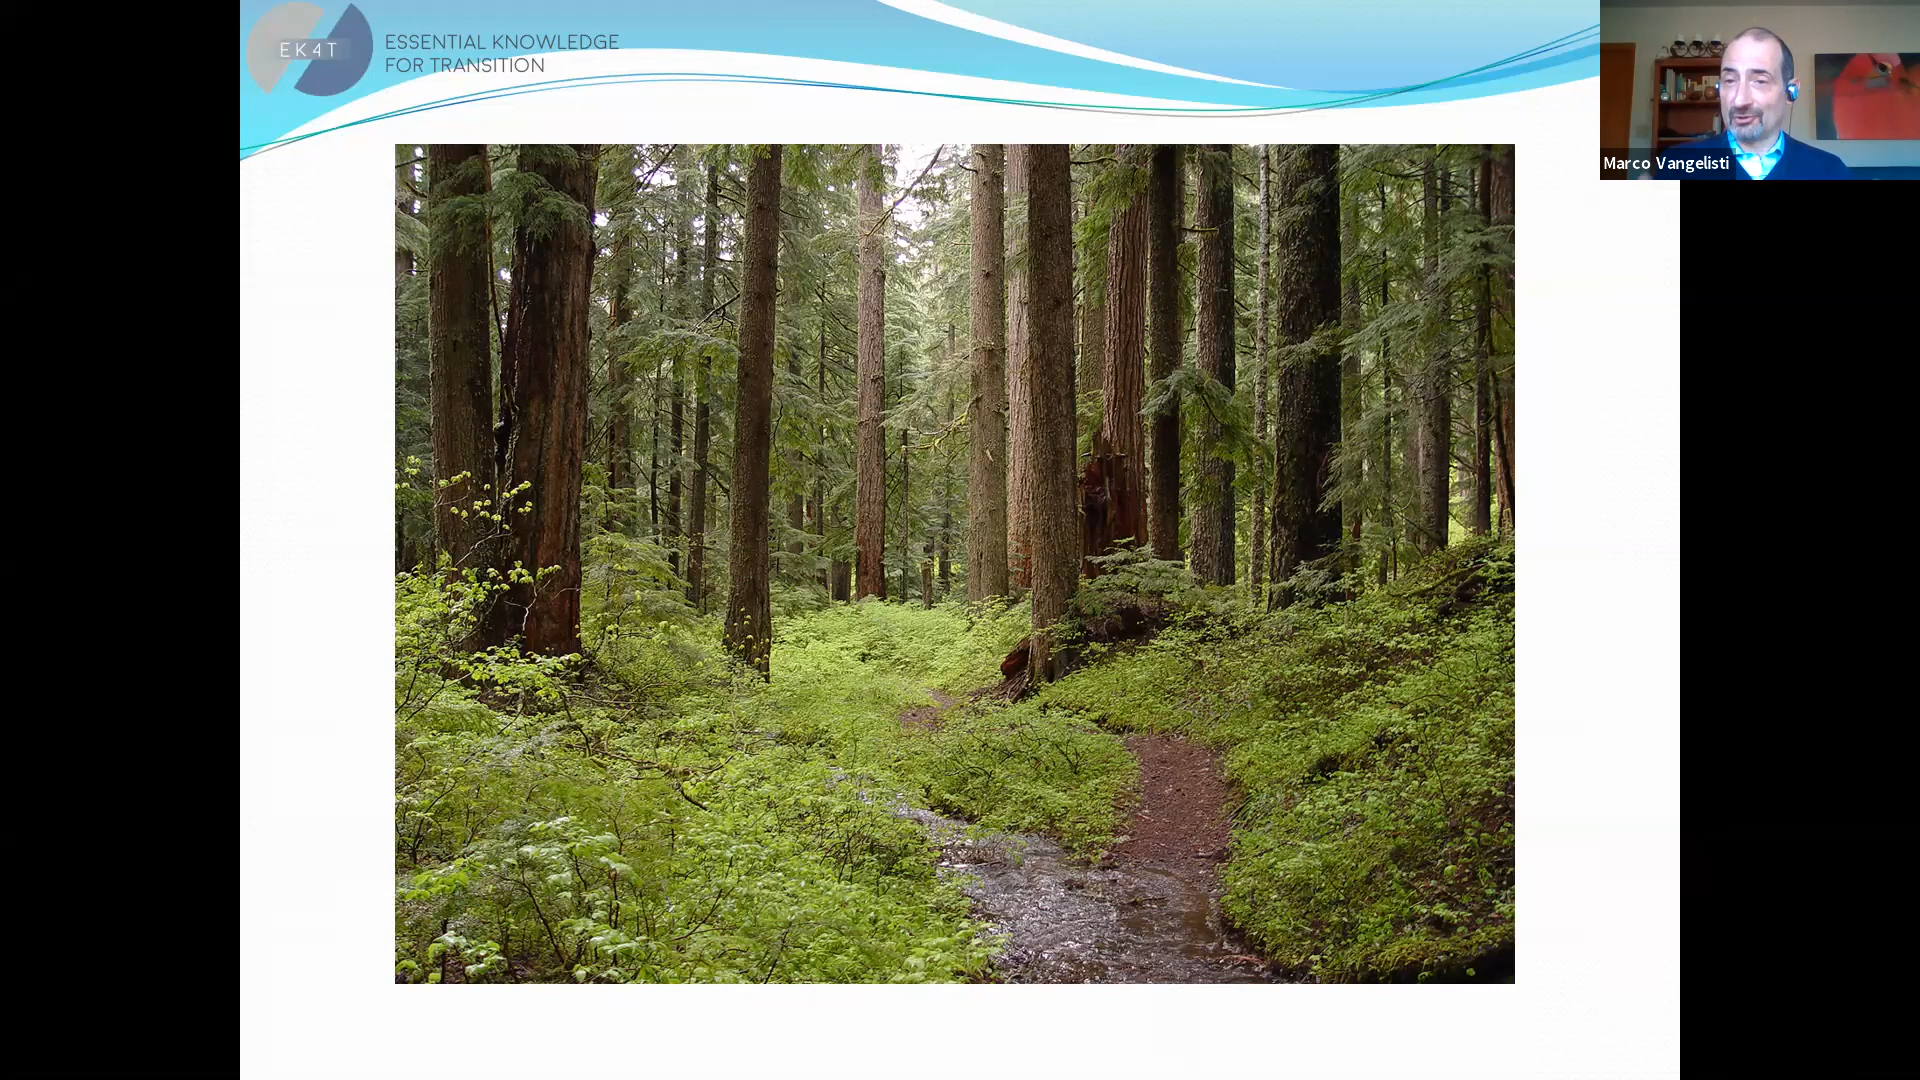 EK4T
ESSENTIAL KNOWLEDGE
FOR TRANSITION
Marco Vangelisti